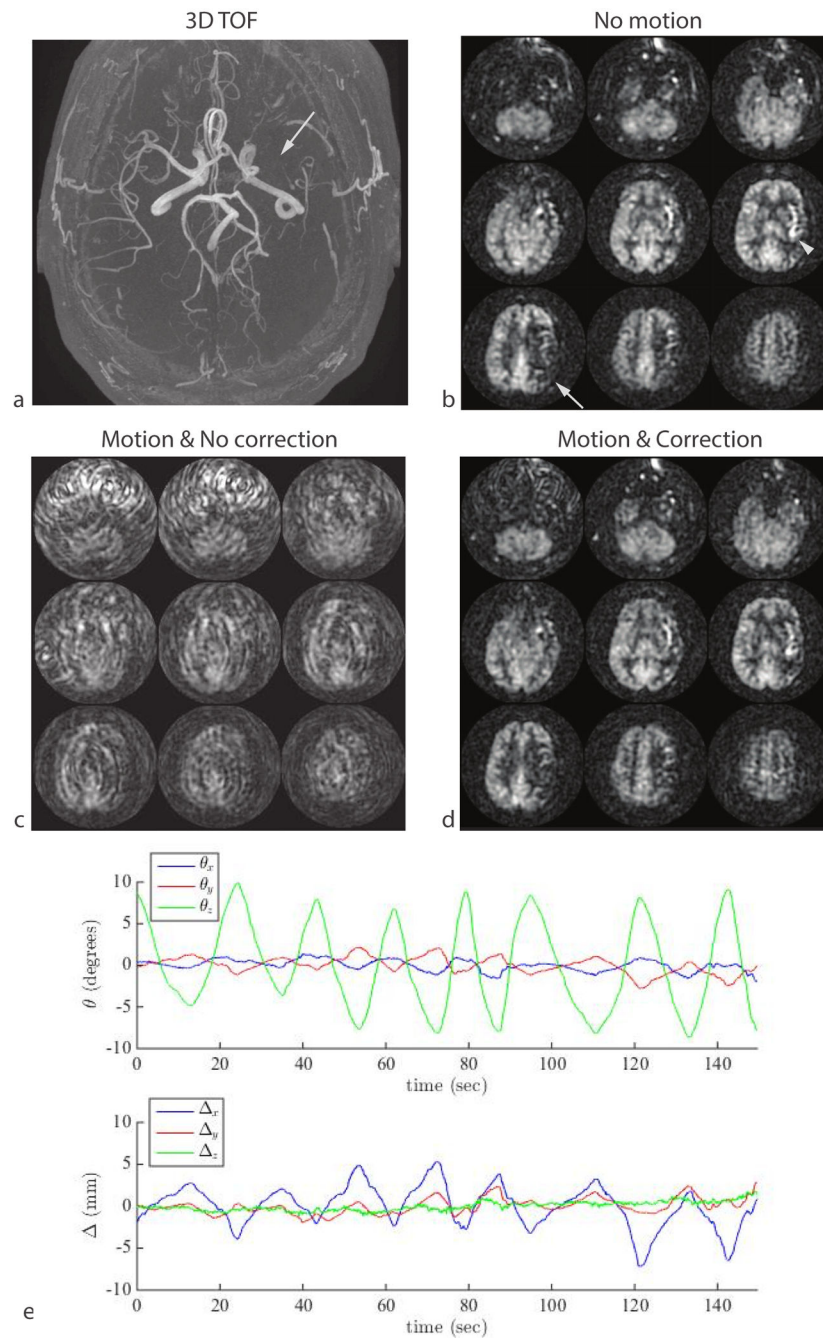 3D TOF
No motion
a
b
Motion & No correction
Motion & Correction
c
d
θx
θy
θz
10
5
0
-5
-10
θ (degrees)
0
20
40
60
80
100
120
140
time (sec)
Δx
Δy
Δz
10
5
0
-5
-10
Δ (mm)
0
20
40
60
80
100
120
140
time (sec)
e